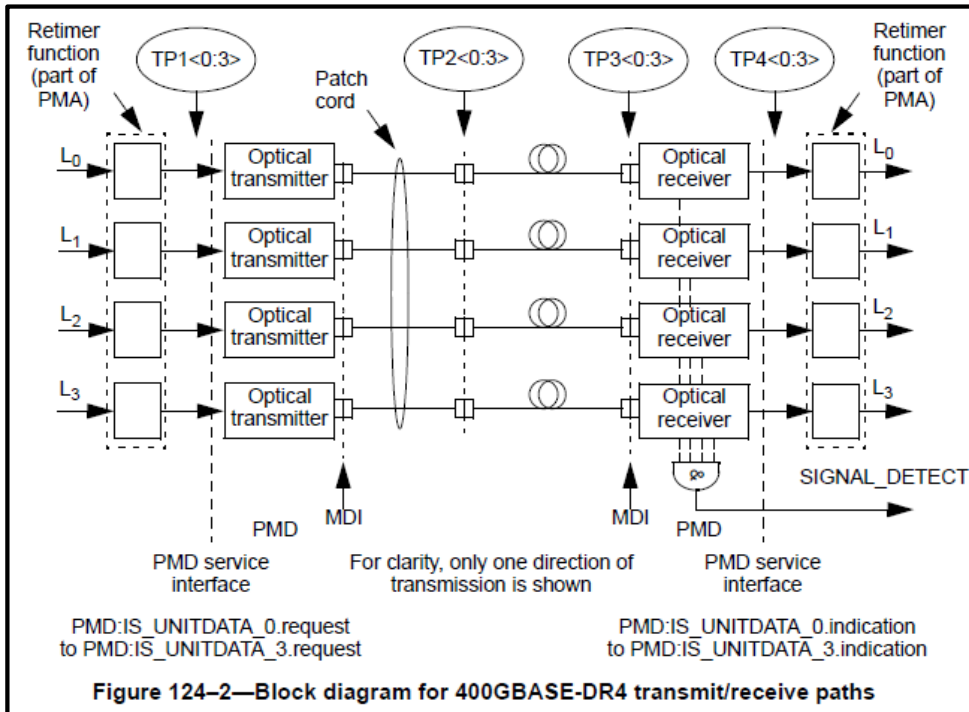 Retimer
function
(part of
PMA)
TP1<0:3>
Patch
cord
TP2<0:3>
TP3<0:3>
TP4<0:3>
Retimer
function
(part of
PMA)
L0
Optical
transmitter
Optical
receiver
L0
L1
Optical
transmitter
Optical
receiver
L1
L2
Optical
transmitter
Optical
receiver
L2
L3
Optical
transmitter
Optical
receiver
L3
&
SIGNAL_DETECT
PMD
MDI
MDI
PMD
PMD service
interface
For clarity, only one direction of
transmission is shown
PMD service
interface
PMD:IS_UNITDATA_0.request
to PMD:IS_UNITDATA_3.request
PMD:IS_UNITDATA_0.indication
to PMD:IS_UNITDATA_3.indication
Figure 124–2—Block diagram for 400GBASE-DR4 transmit/receive paths